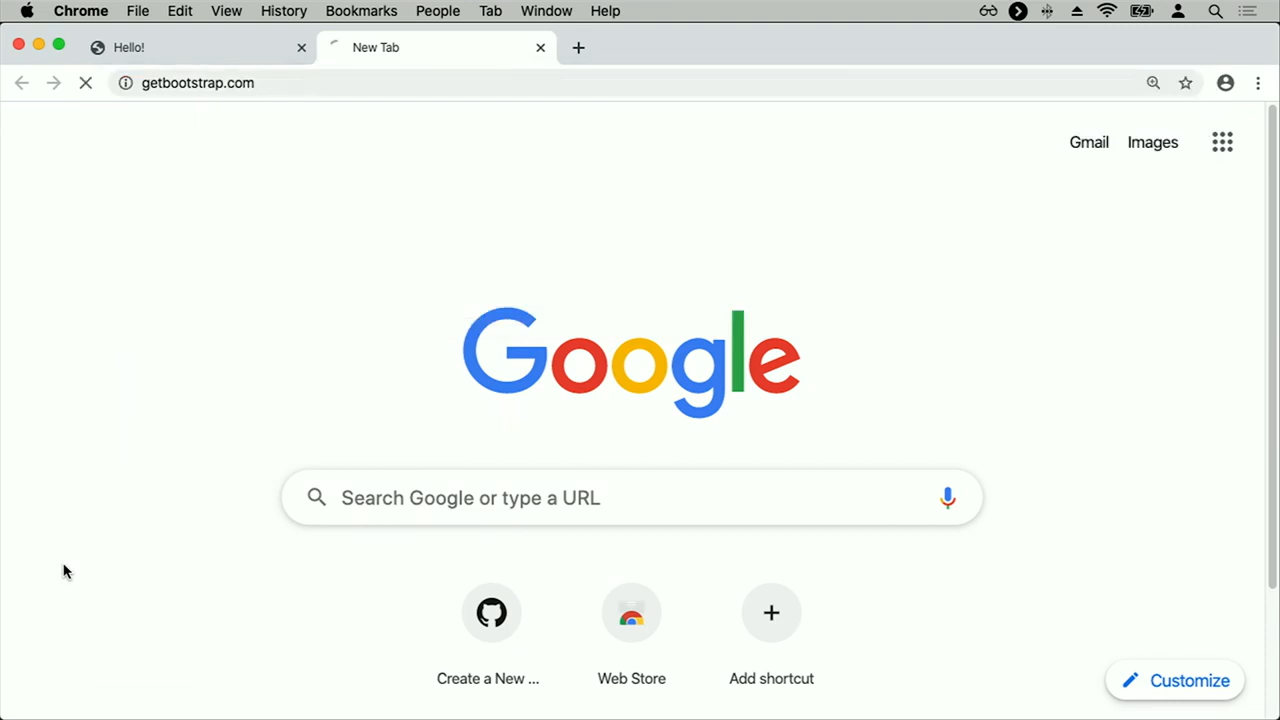 Chrome File Edit View History Bookmarks People Tab Window Help
Hello! New Tab
getbootstrap.com
Gmail Images
Google
Search Google or type a URL
Create a New ... Web Store Add shortcut
Customize